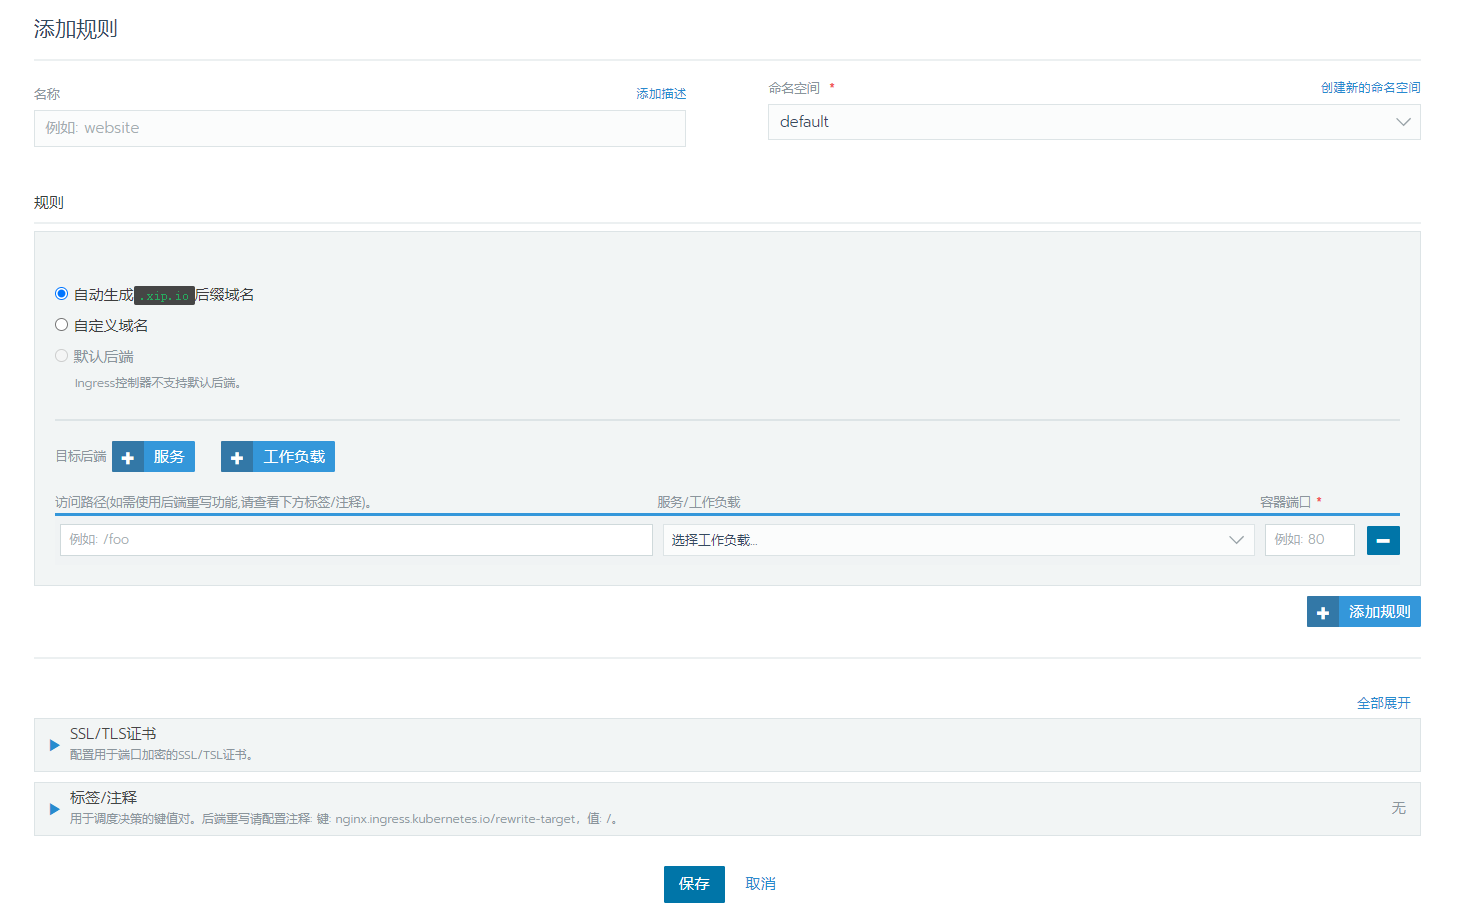 添加规则
名称
添加描述
例如: website
命名空间 *
创建新的命名空间
default
规则
自动生成.xip.io后缀域名
自定义域名
默认后端
Ingress控制器不支持默认后端。
目标后端
服务
工作负载
访问路径(如需使用后端重写功能,请查看下方标签/注释)。
服务/工作负载
容器端口 *
例如: /foo
选择工作负载...
例如: 80
添加规则
全部展开
SSL/TLS证书
配置用于端口加密的SSL/TSL证书。
标签/注释
用于调度决策的键值对。后端重写请配置注释: 键: nginx.ingress.kubernetes.io/rewrite-target，值: /。
无
保存
取消